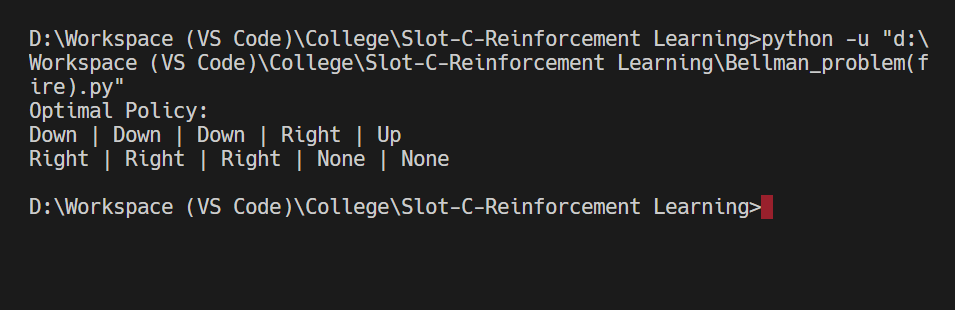 D:\Workspace (VS Code)\College\Slot-C-Reinforcement Learning>python -u "d:\
Workspace (VS Code)\College\Slot-C-Reinforcement Learning\Bellman_problem(f
ire).py"
Optimal Policy:
Down | Down | Down | Right | Up
Right | Right | Right | None | None
D:\Workspace (VS Code)\College\Slot-C-Reinforcement Learning>